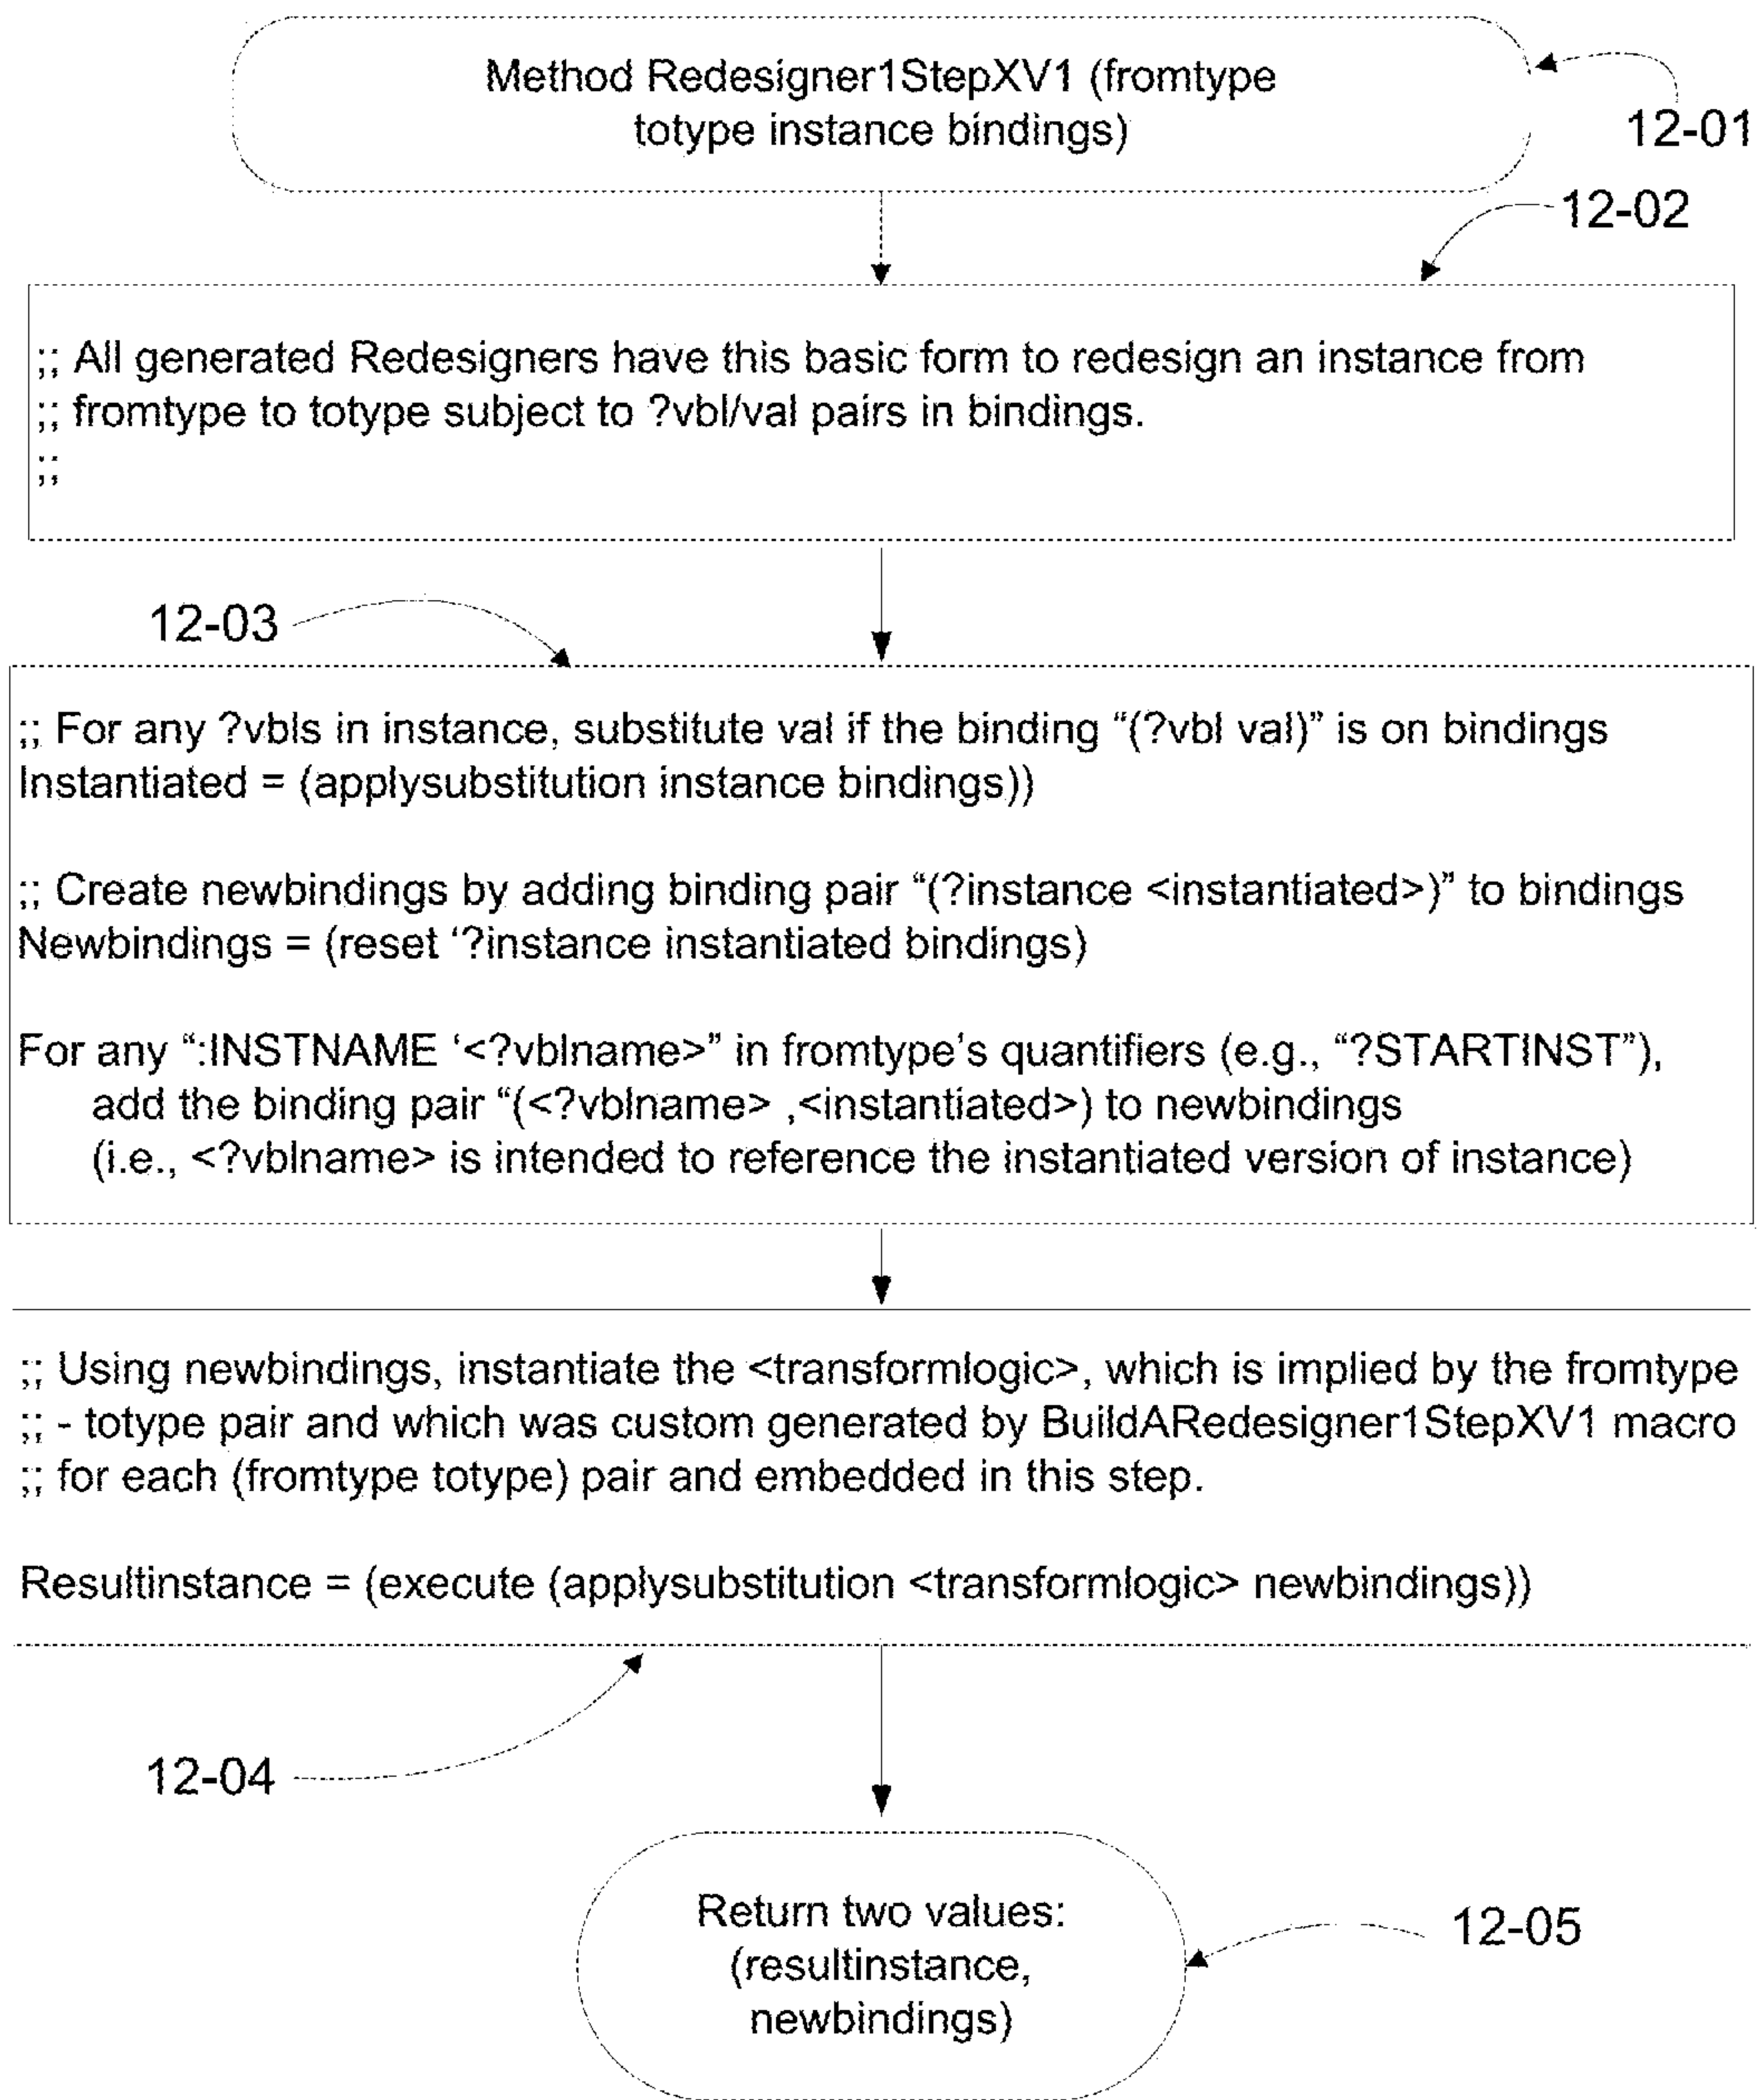 Method Redesigner1StepXV1 (fromtype
totype instance bindings)
12-01
12-02
;; All generated Redesigners have this basic form to redesign an instance from
;; fromtype to totype subject to ?vbl/val pairs in bindings.
;;
12-03
;; For any ?vbls in instance, substitute val if the binding “(?vbl val)” is on bindings
Instantiated = (applysubstitution instance bindings))
;; Create newbindings by adding binding pair “(?instance <instantiated>)” to bindings
Newbindings = (reset ‘?instance instantiated bindings)
For any “:INSTNAME ‘<?vblname>” in fromtype’s quantifiers (e.g., “?STARTINST”),
add the binding pair “(<?vblname> ,<instantiated>) to newbindings
(i.e., <?vblname> is intended to reference the instantiated version of instance)
;; Using newbindings, instantiate the <transformlogic>, which is implied by the fromtype
;; - totype pair and which was custom generated by BuildARedesigner1StepXV1 macro
;; for each (fromtype totype) pair and embedded in this step.
Resultinstance = (execute (applysubstitution <transformlogic> newbindings))
12-04
Return two values:
(resultinstance,
newbindings)
12-05